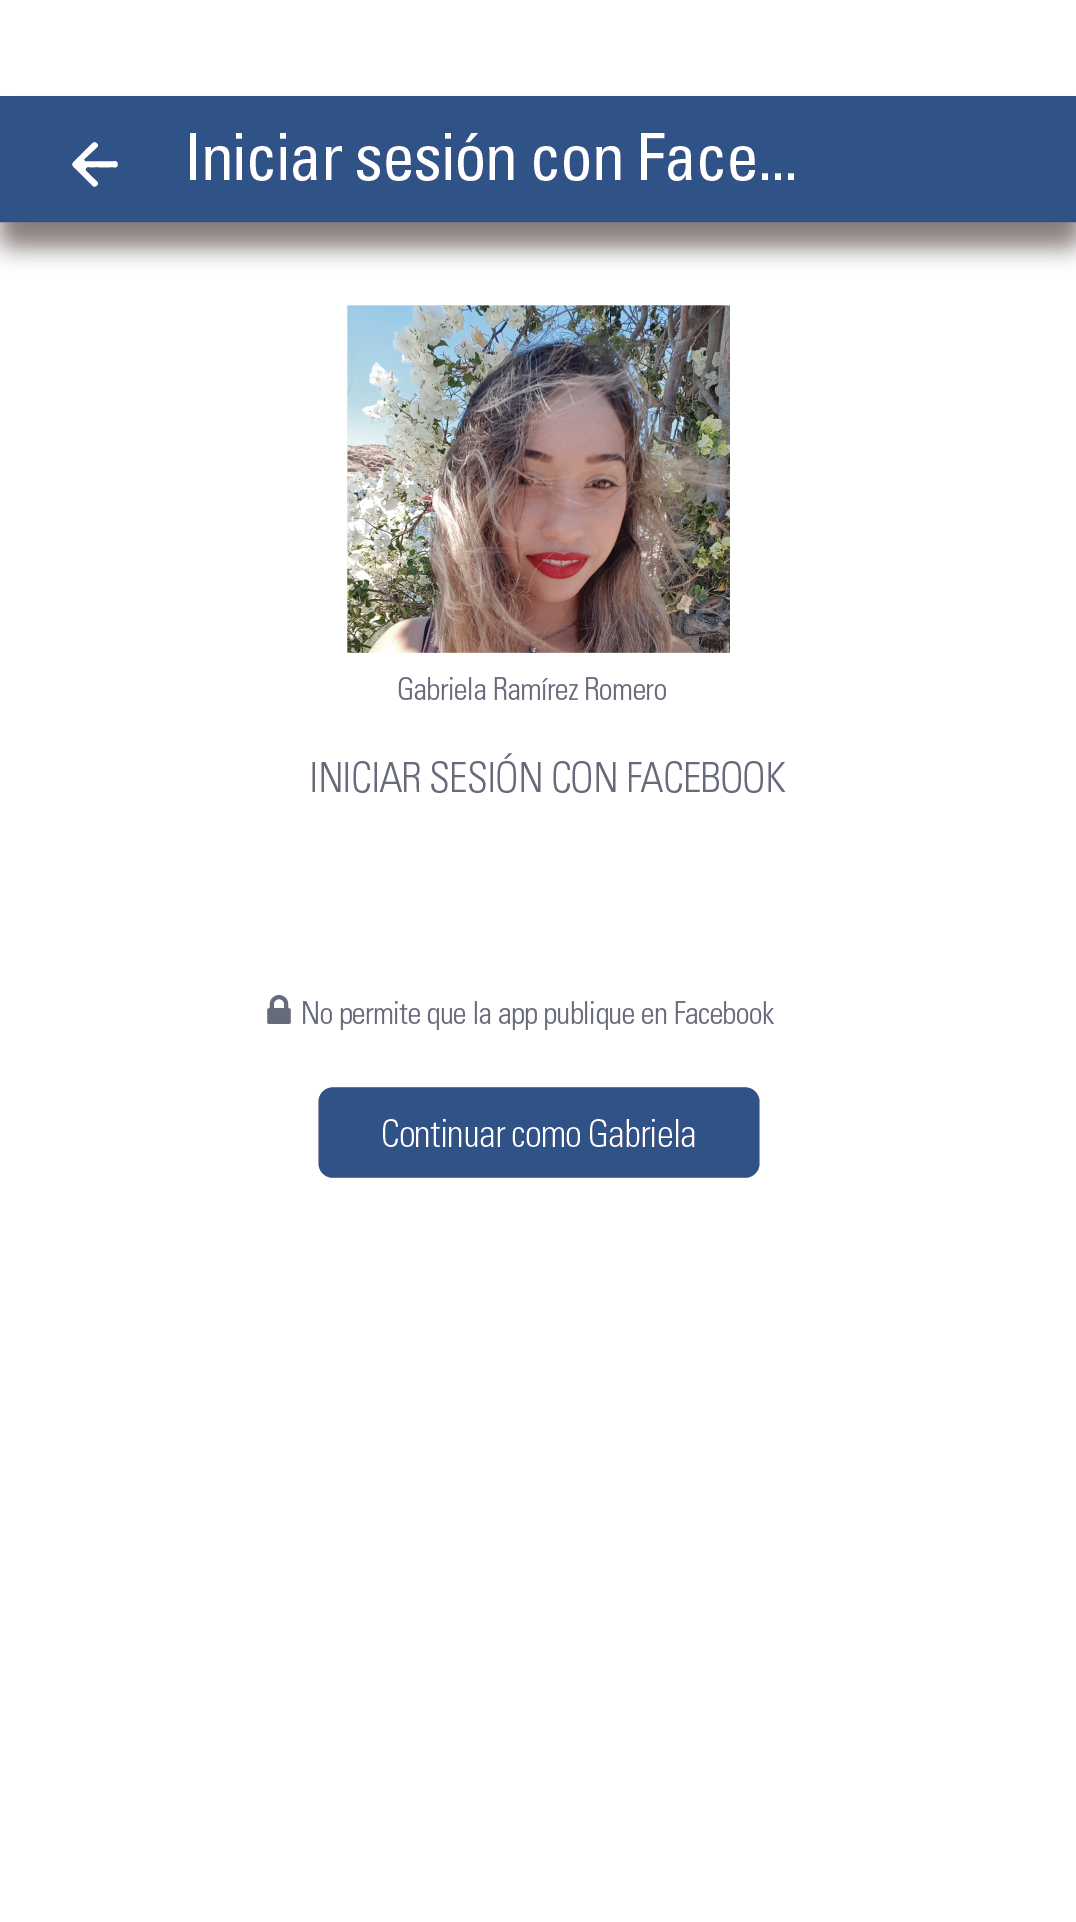 Iniciar sesión con Face...
Gabriela Ramírez Romero
INICIAR SESIÓN CON FACEBOOK
No permite que la app publique en Facebook
Continuar como Gabriela